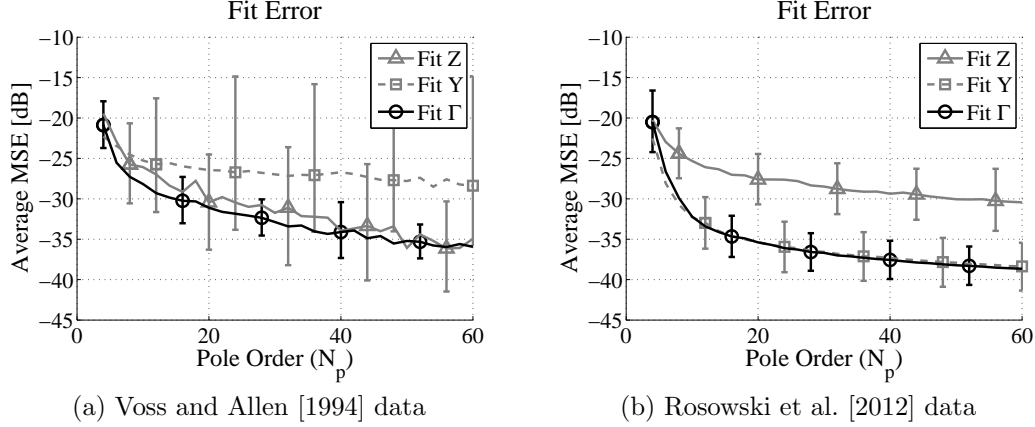 Fit Error
Average MSE [dB]
−10
−15
−20
−25
−30
−35
−40
−45
0
20
40
60
Pole Order (Np)
Fit Z
Fit Y
Fit Γ
(a) Voss and Allen [1994] data
Fit Error
Average MSE [dB]
−10
−15
−20
−25
−30
−35
−40
−45
0
20
40
60
Pole Order (Np)
Fit Z
Fit Y
Fit Γ
(b) Rosowski et al. [2012] data